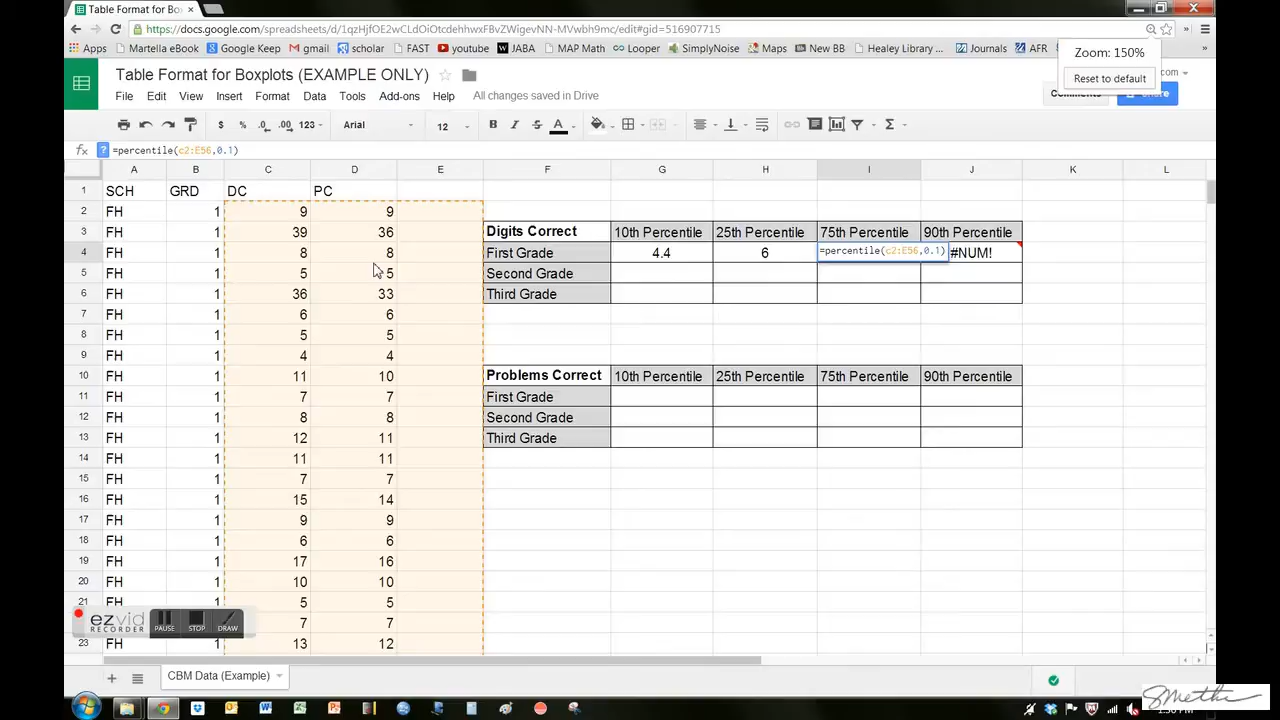 Table Format for Box ×
https://docs.google.com/spreadsheets/d/1qzHjfOE2wCLdOiOtcdehhvxFBvZMigevNN-MVwbh9mc/edit#gid=516907715
Apps Martella eBook Google Keep gmail scholar FAST youtube JABA MAP Math Looper SimplyNoise Maps New BB Healey Library ... Journals AFR »
Zoom: 150%
Reset to default
Table Format for Boxplots (EXAMPLE ONLY)
.com
File Edit View Insert Format Data Tools Add-ons Help All changes saved in Drive
Comments Share
$ % .0 .00 123 Arial 12 B I S A Σ
fx ? =percentile(c2:E56,0.1)
A B C D E F G H I J K L
1 SCH GRD DC PC
2 FH 1 9 9
3 FH 1 39 36 Digits Correct 10th Percentile 25th Percentile 75th Percentile 90th Percentile
4 FH 1 8 8 First Grade 4.4 6 =percentile(c2:E56,0.1) #NUM!
5 FH 1 5 5 Second Grade
6 FH 1 36 33 Third Grade
7 FH 1 6 6
8 FH 1 5 5
9 FH 1 4 4
10 FH 1 11 10 Problems Correct 10th Percentile 25th Percentile 75th Percentile 90th Percentile
11 FH 1 7 7 First Grade
12 FH 1 8 8 Second Grade
13 FH 1 12 11 Third Grade
14 FH 1 11 11
15 FH 1 7 7
16 FH 1 15 14
17 FH 1 9 9
18 FH 1 6 6
19 FH 1 17 16
20 FH 1 10 10
21 FH 1 5 5
7 7
23 FH 1 13 12
ezvid
RECORDER
PAUSE STOP DRAW
CBM Data (Example)